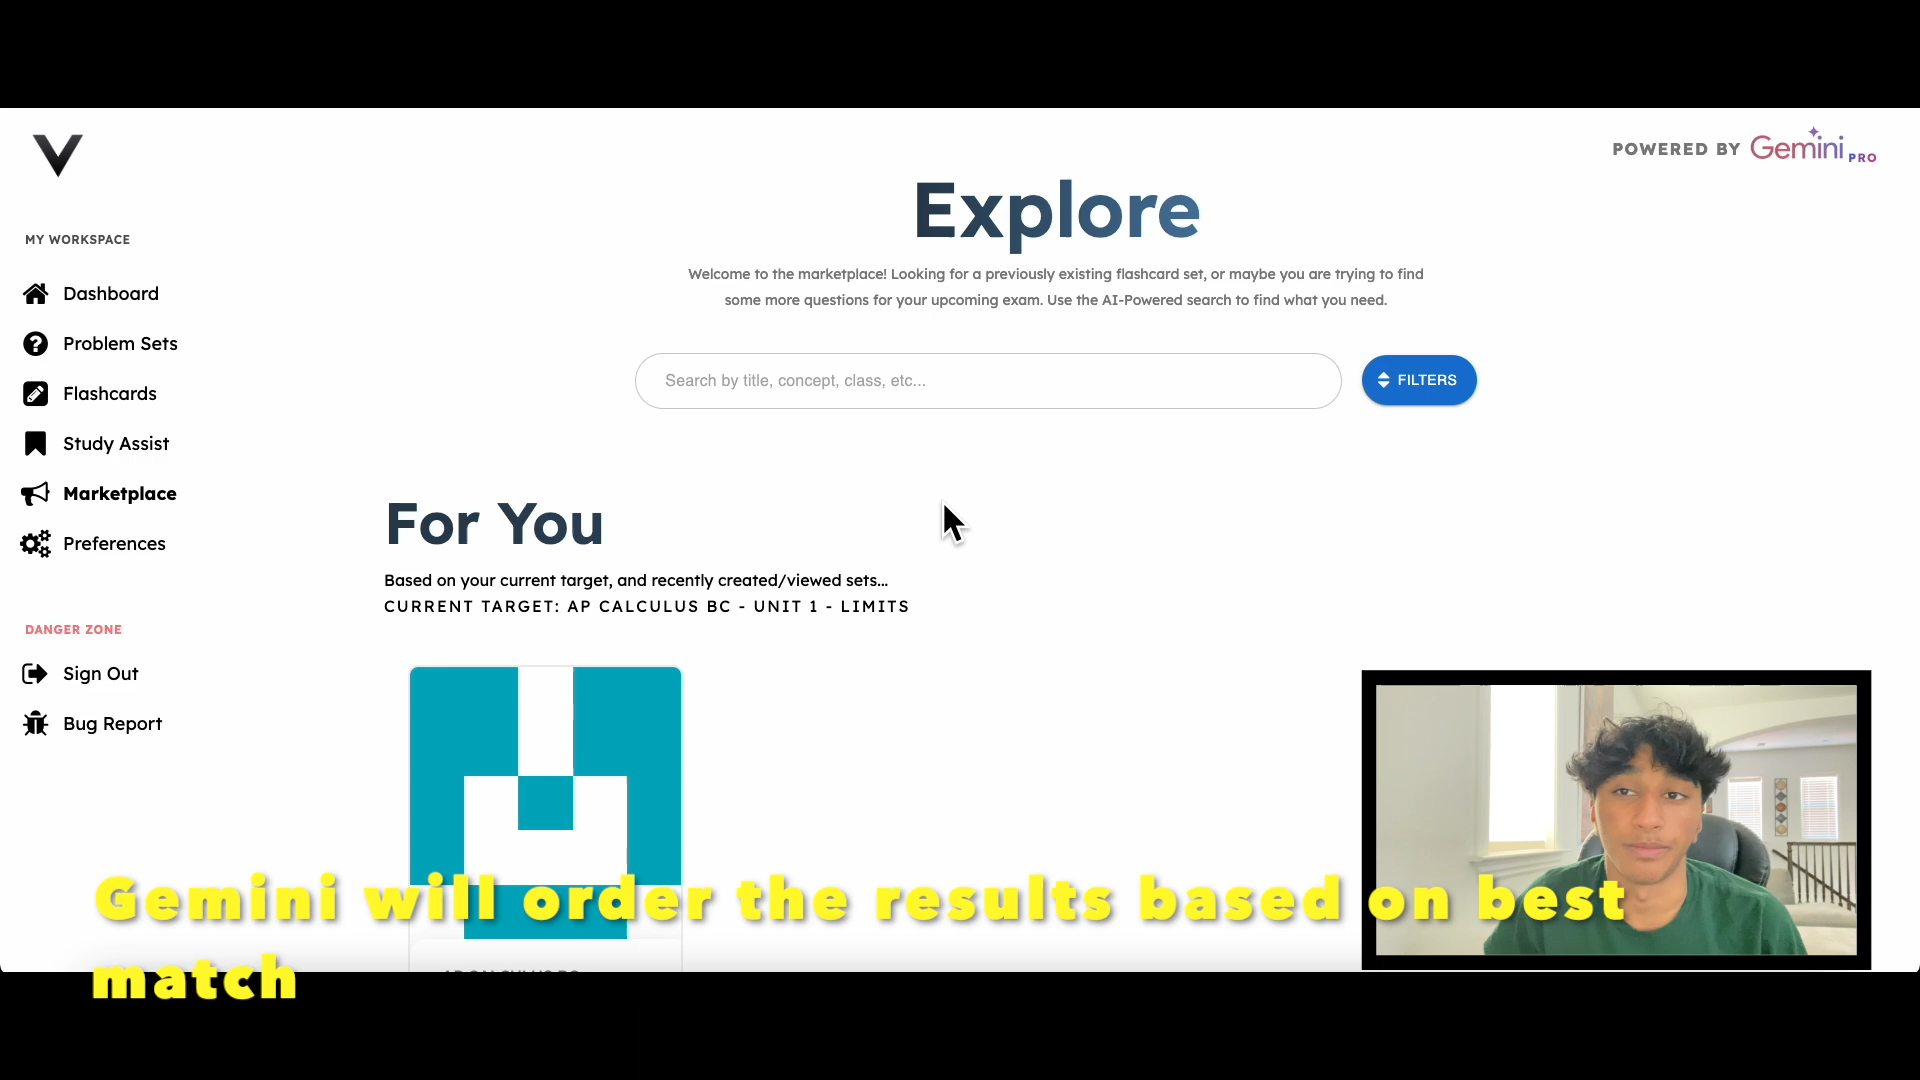 POWERED BY Gemini PRO
Explore
MY WORKSPACE
Welcome to the marketplace! Looking for a previously existing flashcard set, or maybe you are trying to find
some more questions for your upcoming exam. Use the AI-Powered search to find what you need.
Dashboard
Problem Sets
Flashcards
Study Assist
Marketplace
Preferences
Search by title, concept, class, etc...
FILTERS
For You
Based on your current target, and recently created/viewed sets...
CURRENT TARGET: AP CALCULUS BC - UNIT 1 - LIMITS
DANGER ZONE
Sign Out
Bug Report
Gemini will order the results based on best
match